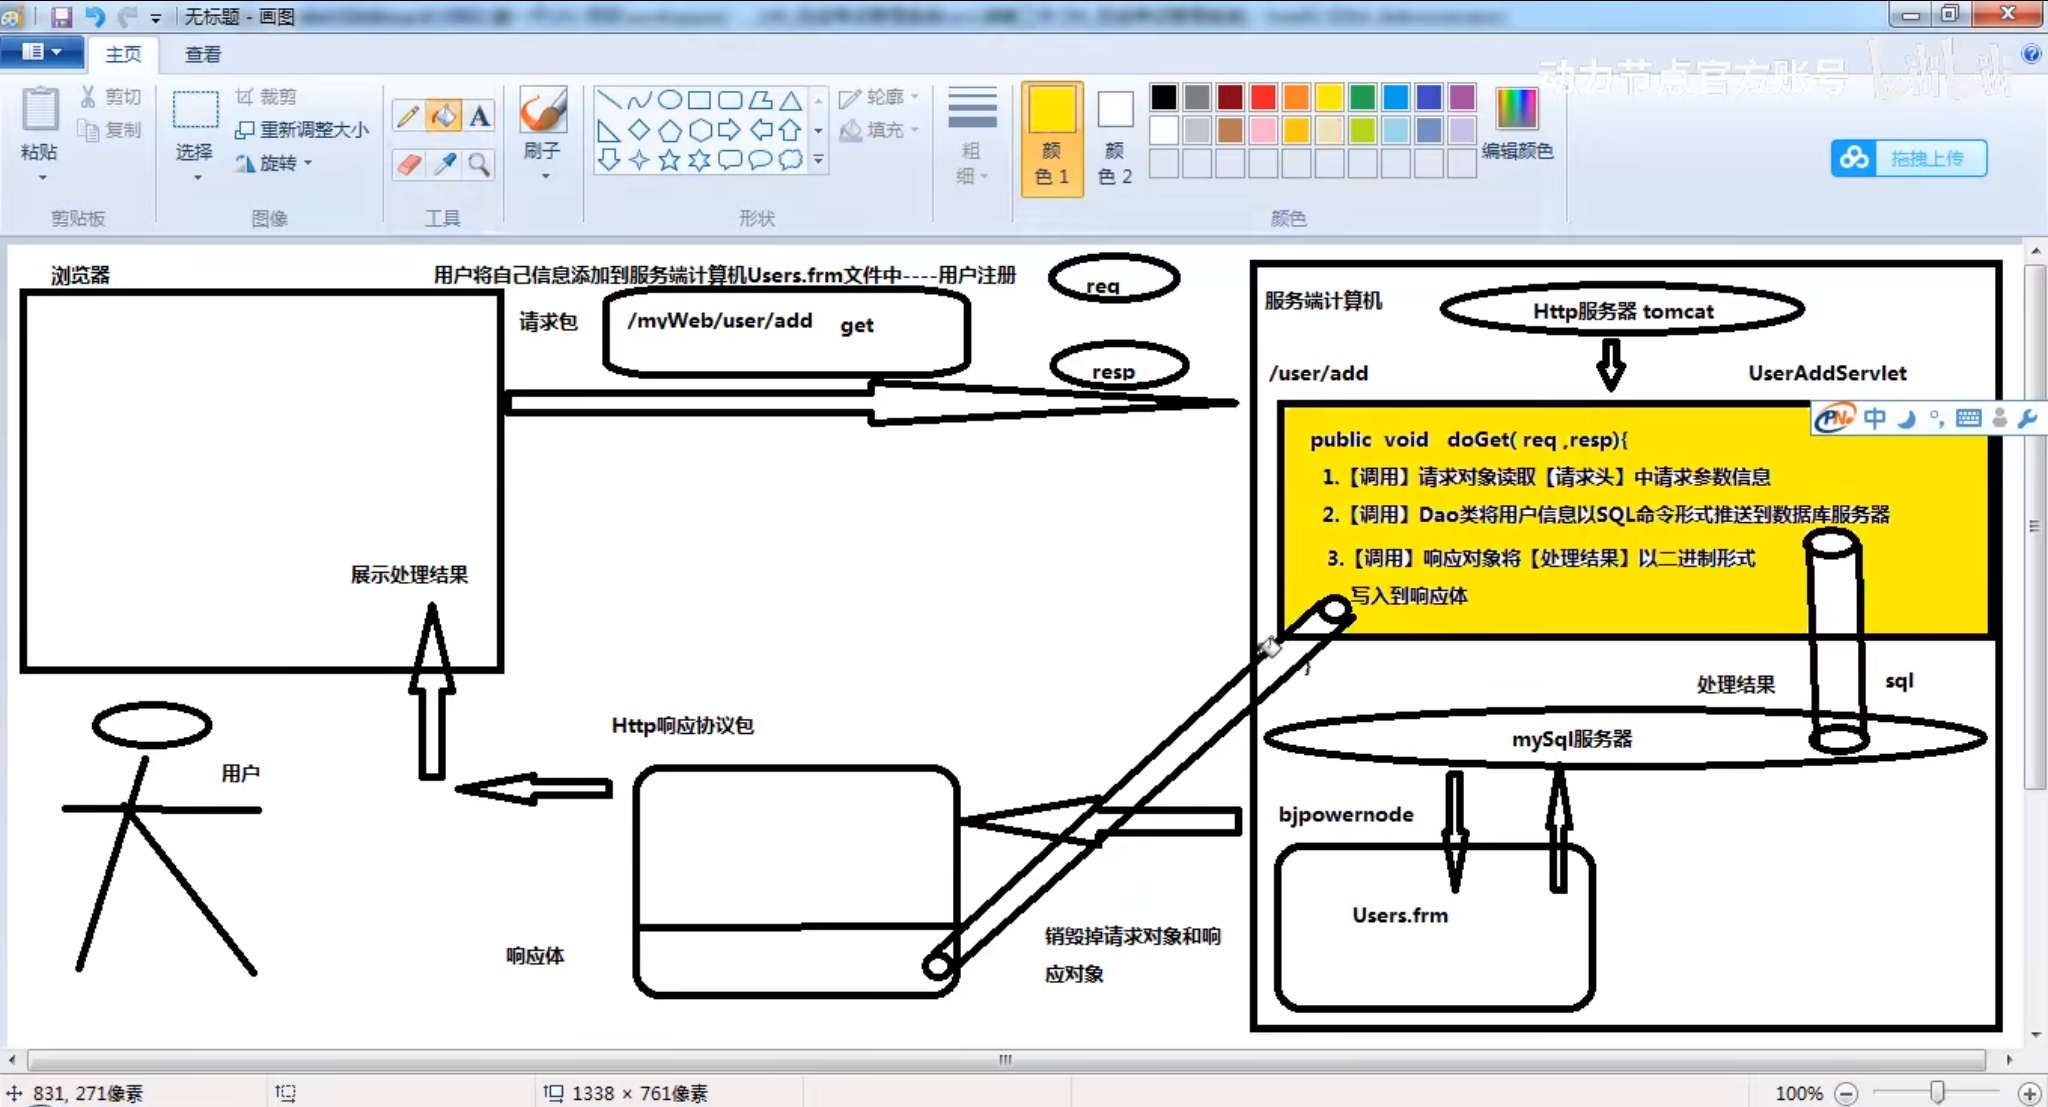 无标题 - 画图
主页
查看
动力节点官方账号
bilibili
粘贴
剪切
复制
剪贴板
选择
裁剪
重新调整大小
旋转
图像
A
工具
刷子
形状
轮廓
填充
粗
细
颜
色 1
颜
色 2
编辑颜色
颜色
拖拽上传
浏览器
用户将自己信息添加到服务端计算机Users.frm文件中----用户注册
请求包
/myWeb/user/add
get
req
resp
服务端计算机
Http服务器 tomcat
/user/add
UserAddServlet
中
public void doGet( req ,resp){
1.【调用】请求对象读取【请求头】中请求参数信息
2.【调用】Dao类将用户信息以SQL命令形式推送到数据库服务器
3.【调用】响应对象将【处理结果】以二进制形式
写入到响应体
}
展示处理结果
处理结果
sql
mySql服务器
用户
Http响应协议包
bjpowernode
Users.frm
响应体
销毁掉请求对象和响
应对象
831, 271像素
1338 × 761像素
100%